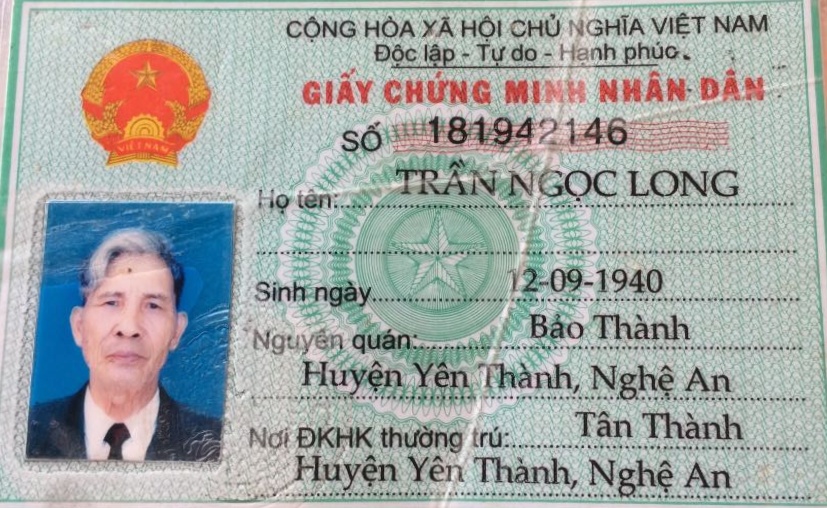 CỘNG HÒA XÃ HỘI CHỦ NGHĨA VIỆT NAM
Độc lập - Tự do - Hạnh phúc
GIẤY CHỨNG MINH NHÂN DÂN
SỐ 181942146
Họ tên: TRẦN NGỌC LONG
Sinh ngày 12-09-1940
Nguyên quán: Bảo Thành
Huyện Yên Thành, Nghệ An
Nơi ĐKHK thường trú: Tân Thành
Huyện Yên Thành, Nghệ An
VIỆT NAM